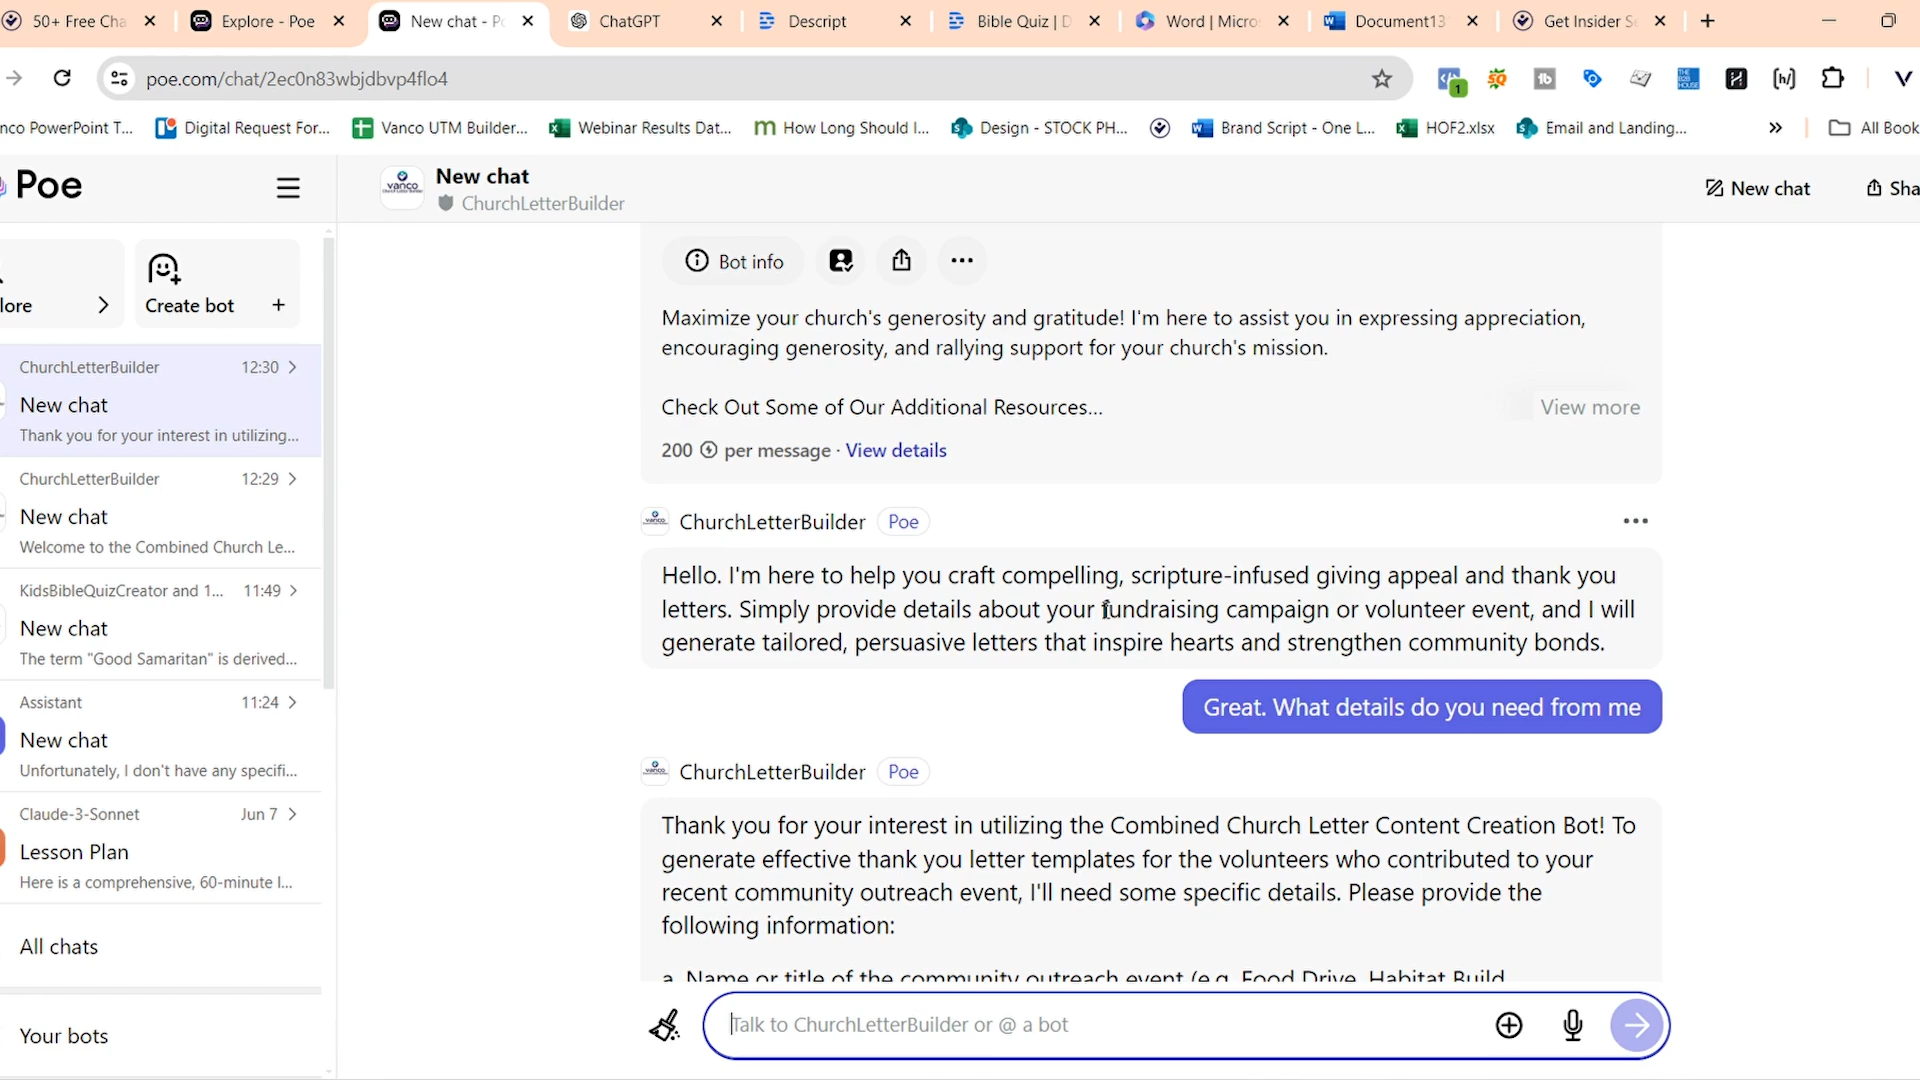 50+ Free Cha
Explore - Poe
New chat - Po
ChatGPT
Descript
Bible Quiz | D
Word | Micro
Document13
Get Insider S
poe.com/chat/2ec0n83wbjdbvp4flo4
nco PowerPoint T...
Digital Request For...
Vanco UTM Builder...
Webinar Results Dat...
How Long Should I...
Design - STOCK PH...
Brand Script - One L...
HOF2.xlsx
Email and Landing...
All Book
Poe
New chat
ChurchLetterBuilder
New chat
Sha
lore
Create bot
ChurchLetterBuilder 12:30
New chat
Thank you for your interest in utilizing...
ChurchLetterBuilder 12:29
New chat
Welcome to the Combined Church Le...
KidsBibleQuizCreator and 1... 11:49
New chat
The term "Good Samaritan" is derived...
Assistant 11:24
New chat
Unfortunately, I don't have any specifi...
Claude-3-Sonnet Jun 7
Lesson Plan
Here is a comprehensive, 60-minute l...
All chats
Your bots
Bot info
Maximize your church's generosity and gratitude! I'm here to assist you in expressing appreciation,
encouraging generosity, and rallying support for your church's mission.
Check Out Some of Our Additional Resources...
View more
200 per message · View details
ChurchLetterBuilder Poe
Hello. I'm here to help you craft compelling, scripture-infused giving appeal and thank you
letters. Simply provide details about your fundraising campaign or volunteer event, and I will
generate tailored, persuasive letters that inspire hearts and strengthen community bonds.
Great. What details do you need from me
ChurchLetterBuilder Poe
Thank you for your interest in utilizing the Combined Church Letter Content Creation Bot! To
generate effective thank you letter templates for the volunteers who contributed to your
recent community outreach event, I'll need some specific details. Please provide the
following information:
a. Name or title of the community outreach event (e.g. Food Drive, Habitat Build
Talk to ChurchLetterBuilder or @ a bot